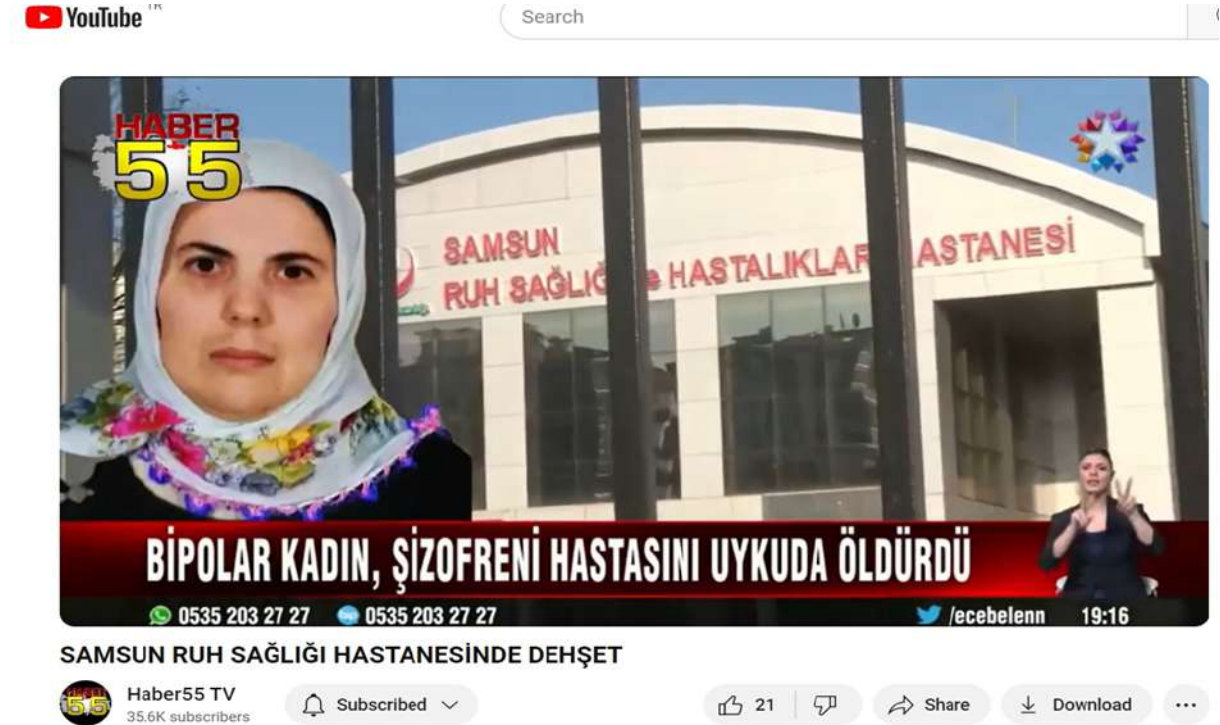 YouTube TR
Search
HABER
55
SAMSUN
RUH SAĞLIĞ HASTALIKLAR ASTANESİ
BİPOLAR KADIN, ŞİZOFRENİ HASTASINI UYKUDA ÖLDÜRDÜ
0535 203 27 27 0535 203 27 27 /ecebelenn 19:16
SAMSUN RUH SAĞLIĞI HASTANESİNDE DEHŞET
Haber55 TV
35.6K subscribers
Subscribed
21
Share
Download